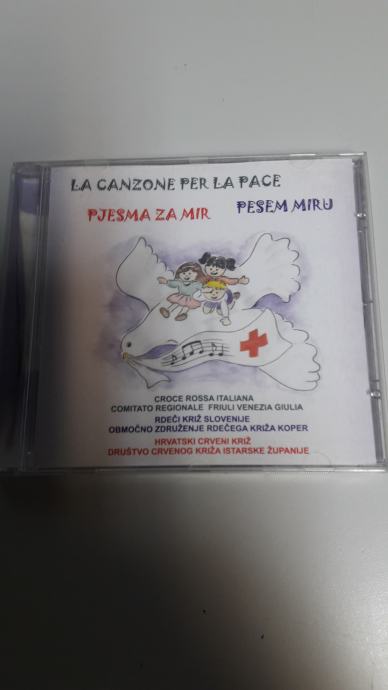 LA CANZONE PER LA PACE
PJESMA ZA MIR
PESEM MIRU
CROCE ROSSA ITALIANA
COMITATO REGIONALE FRIULI VENEZIA GIULIA
RDEČI KRIŽ SLOVENIJE
OBMOČNO ZDRUŽENJE RDEČEGA KRIŽA KOPER
HRVATSKI CRVENI KRIŽ
DRUŠTVO CRVENOG KRIŽA ISTARSKE ŽUPANIJE